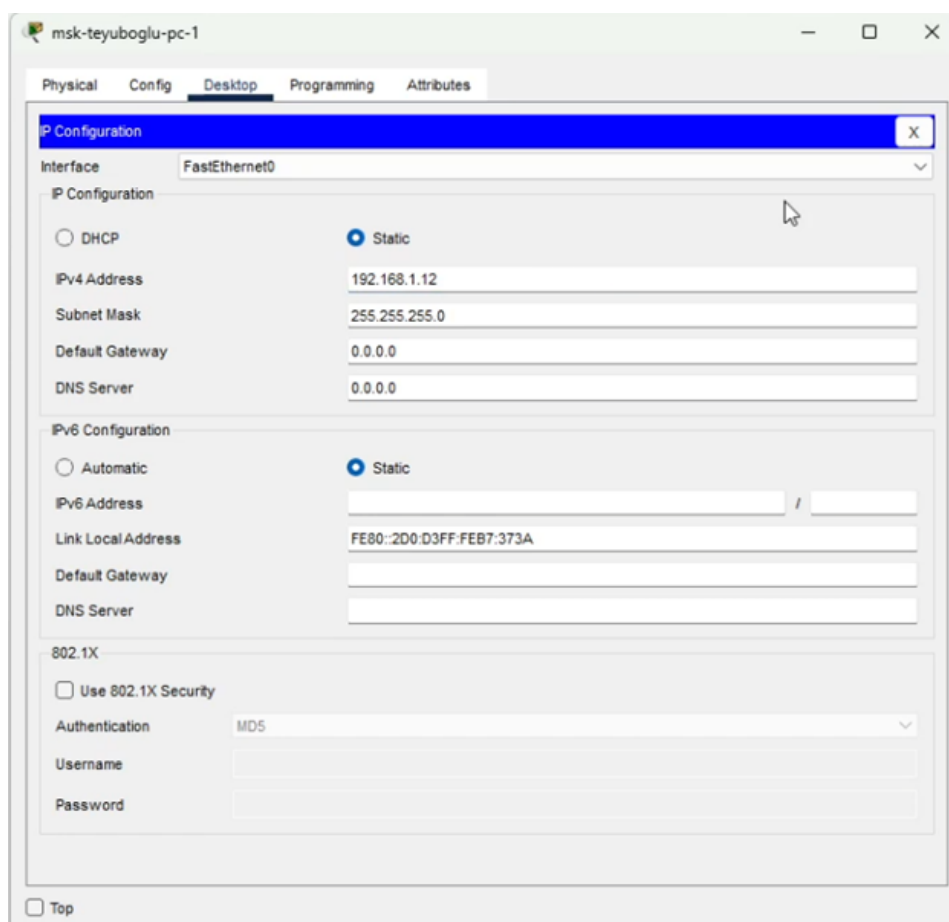 msk-teyuboglu-pc-1
Physical Config Desktop Programming Attributes
IP Configuration X
Interface FastEthernet0
IP Configuration
DHCP Static
IPv4 Address 192.168.1.12
Subnet Mask 255.255.255.0
Default Gateway 0.0.0.0
DNS Server 0.0.0.0
IPv6 Configuration
Automatic Static
IPv6 Address /
Link Local Address FE80::2D0:D3FF:FEB7:373A
Default Gateway
DNS Server
802.1X
Use 802.1X Security
Authentication MD5
Username
Password
Top